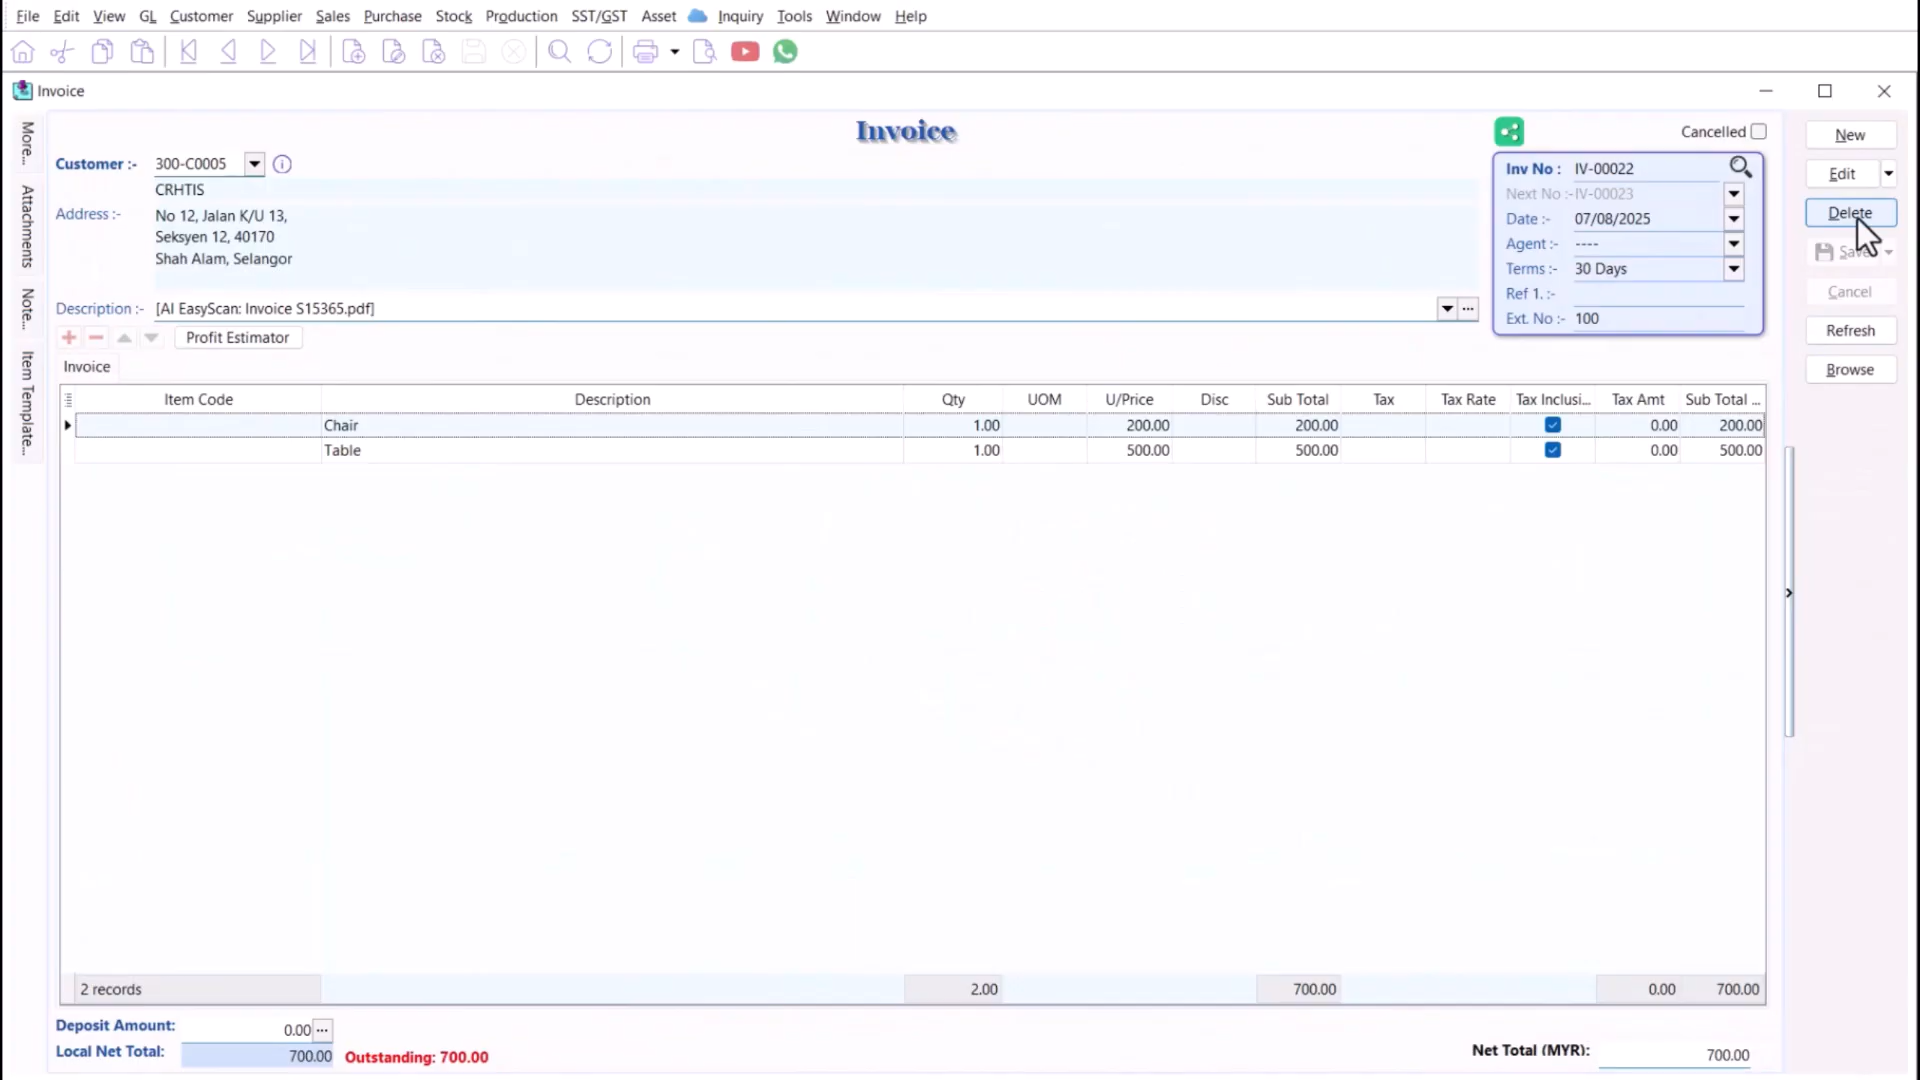 File Edit View GL Customer Supplier Sales Purchase Stock Production SST/GST Asset Inquiry Tools Window Help
Invoice
Invoice
Cancelled
More...
Attachments
Note...
Item Template...
Customer :- 300-C0005
CRHTIS
Address :- No 12, Jalan K/U 13,
Seksyen 12, 40170
Shah Alam, Selangor
Description :- [AI EasyScan: Invoice S15365.pdf]
Inv No : IV-00022
Next No :- IV-00023
Date :- 07/08/2025
Agent :- ----
Terms :- 30 Days
Ref 1. :-
Ext. No :- 100
New
Edit
Delete
Save
Cancel
Refresh
Browse
Profit Estimator
Invoice
Item Code Description Qty UOM U/Price Disc Sub Total Tax Tax Rate Tax Inclusi... Tax Amt Sub Total ...
Chair 1.00 200.00 200.00 0.00 200.00
Table 1.00 500.00 500.00 0.00 500.00
2 records 2.00 700.00 0.00 700.00
Deposit Amount: 0.00 ...
Local Net Total: 700.00 Outstanding: 700.00
Net Total (MYR): 700.00